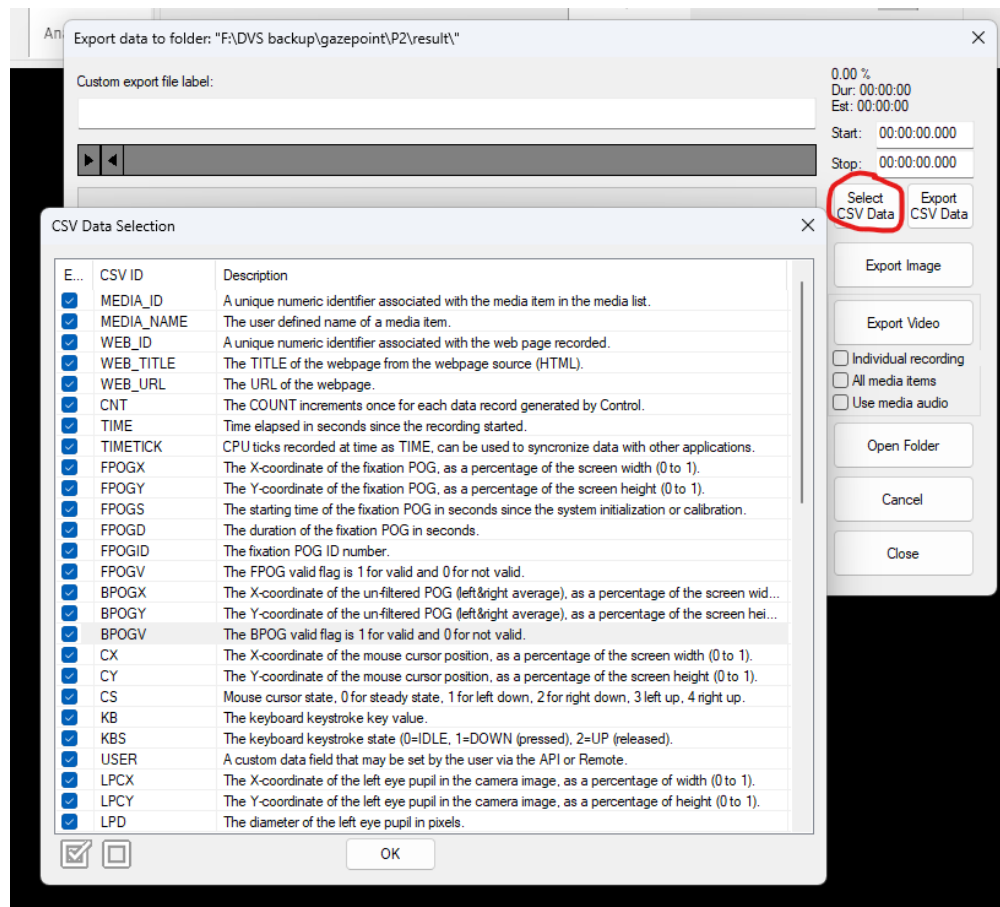 An
Export data to folder: "F:\DVS backup\gazepoint\P2\result\"
Custom export file label:
0.00 %
Dur: 00:00:00
Est: 00:00:00
Start: 00:00:00.000
Stop: 00:00:00.000
Select CSV Data
Export CSV Data
Export Image
Export Video
Individual recording
All media items
Use media audio
Open Folder
Cancel
Close
CSV Data Selection
E... CSV ID Description
MEDIA_ID A unique numeric identifier associated with the media item in the media list.
MEDIA_NAME The user defined name of a media item.
WEB_ID A unique numeric identifier associated with the web page recorded.
WEB_TITLE The TITLE of the webpage from the webpage source (HTML).
WEB_URL The URL of the webpage.
CNT The COUNT increments once for each data record generated by Control.
TIME Time elapsed in seconds since the recording started.
TIMETICK CPU ticks recorded at time as TIME, can be used to syncronize data with other applications.
FPOGX The X-coordinate of the fixation POG, as a percentage of the screen width (0 to 1).
FPOGY The Y-coordinate of the fixation POG, as a percentage of the screen height (0 to 1).
FPOGS The starting time of the fixation POG in seconds since the system initialization or calibration.
FPOGD The duration of the fixation POG in seconds.
FPOGID The fixation POG ID number.
FPOGV The FPOG valid flag is 1 for valid and 0 for not valid.
BPOGX The X-coordinate of the un-filtered POG (left&right average), as a percentage of the screen wid...
BPOGY The Y-coordinate of the un-filtered POG (left&right average), as a percentage of the screen hei...
BPOGV The BPOG valid flag is 1 for valid and 0 for not valid.
CX The X-coordinate of the mouse cursor position, as a percentage of the screen width (0 to 1).
CY The Y-coordinate of the mouse cursor position, as a percentage of the screen height (0 to 1).
CS Mouse cursor state, 0 for steady state, 1 for left down, 2 for right down, 3 left up, 4 right up.
KB The keyboard keystroke key value.
KBS The keyboard keystroke state (0=IDLE, 1=DOWN (pressed), 2=UP (released).
USER A custom data field that may be set by the user via the API or Remote.
LPCX The X-coordinate of the left eye pupil in the camera image, as a percentage of width (0 to 1).
LPCY The Y-coordinate of the left eye pupil in the camera image, as a percentage of height (0 to 1).
LPD The diameter of the left eye pupil in pixels.
OK